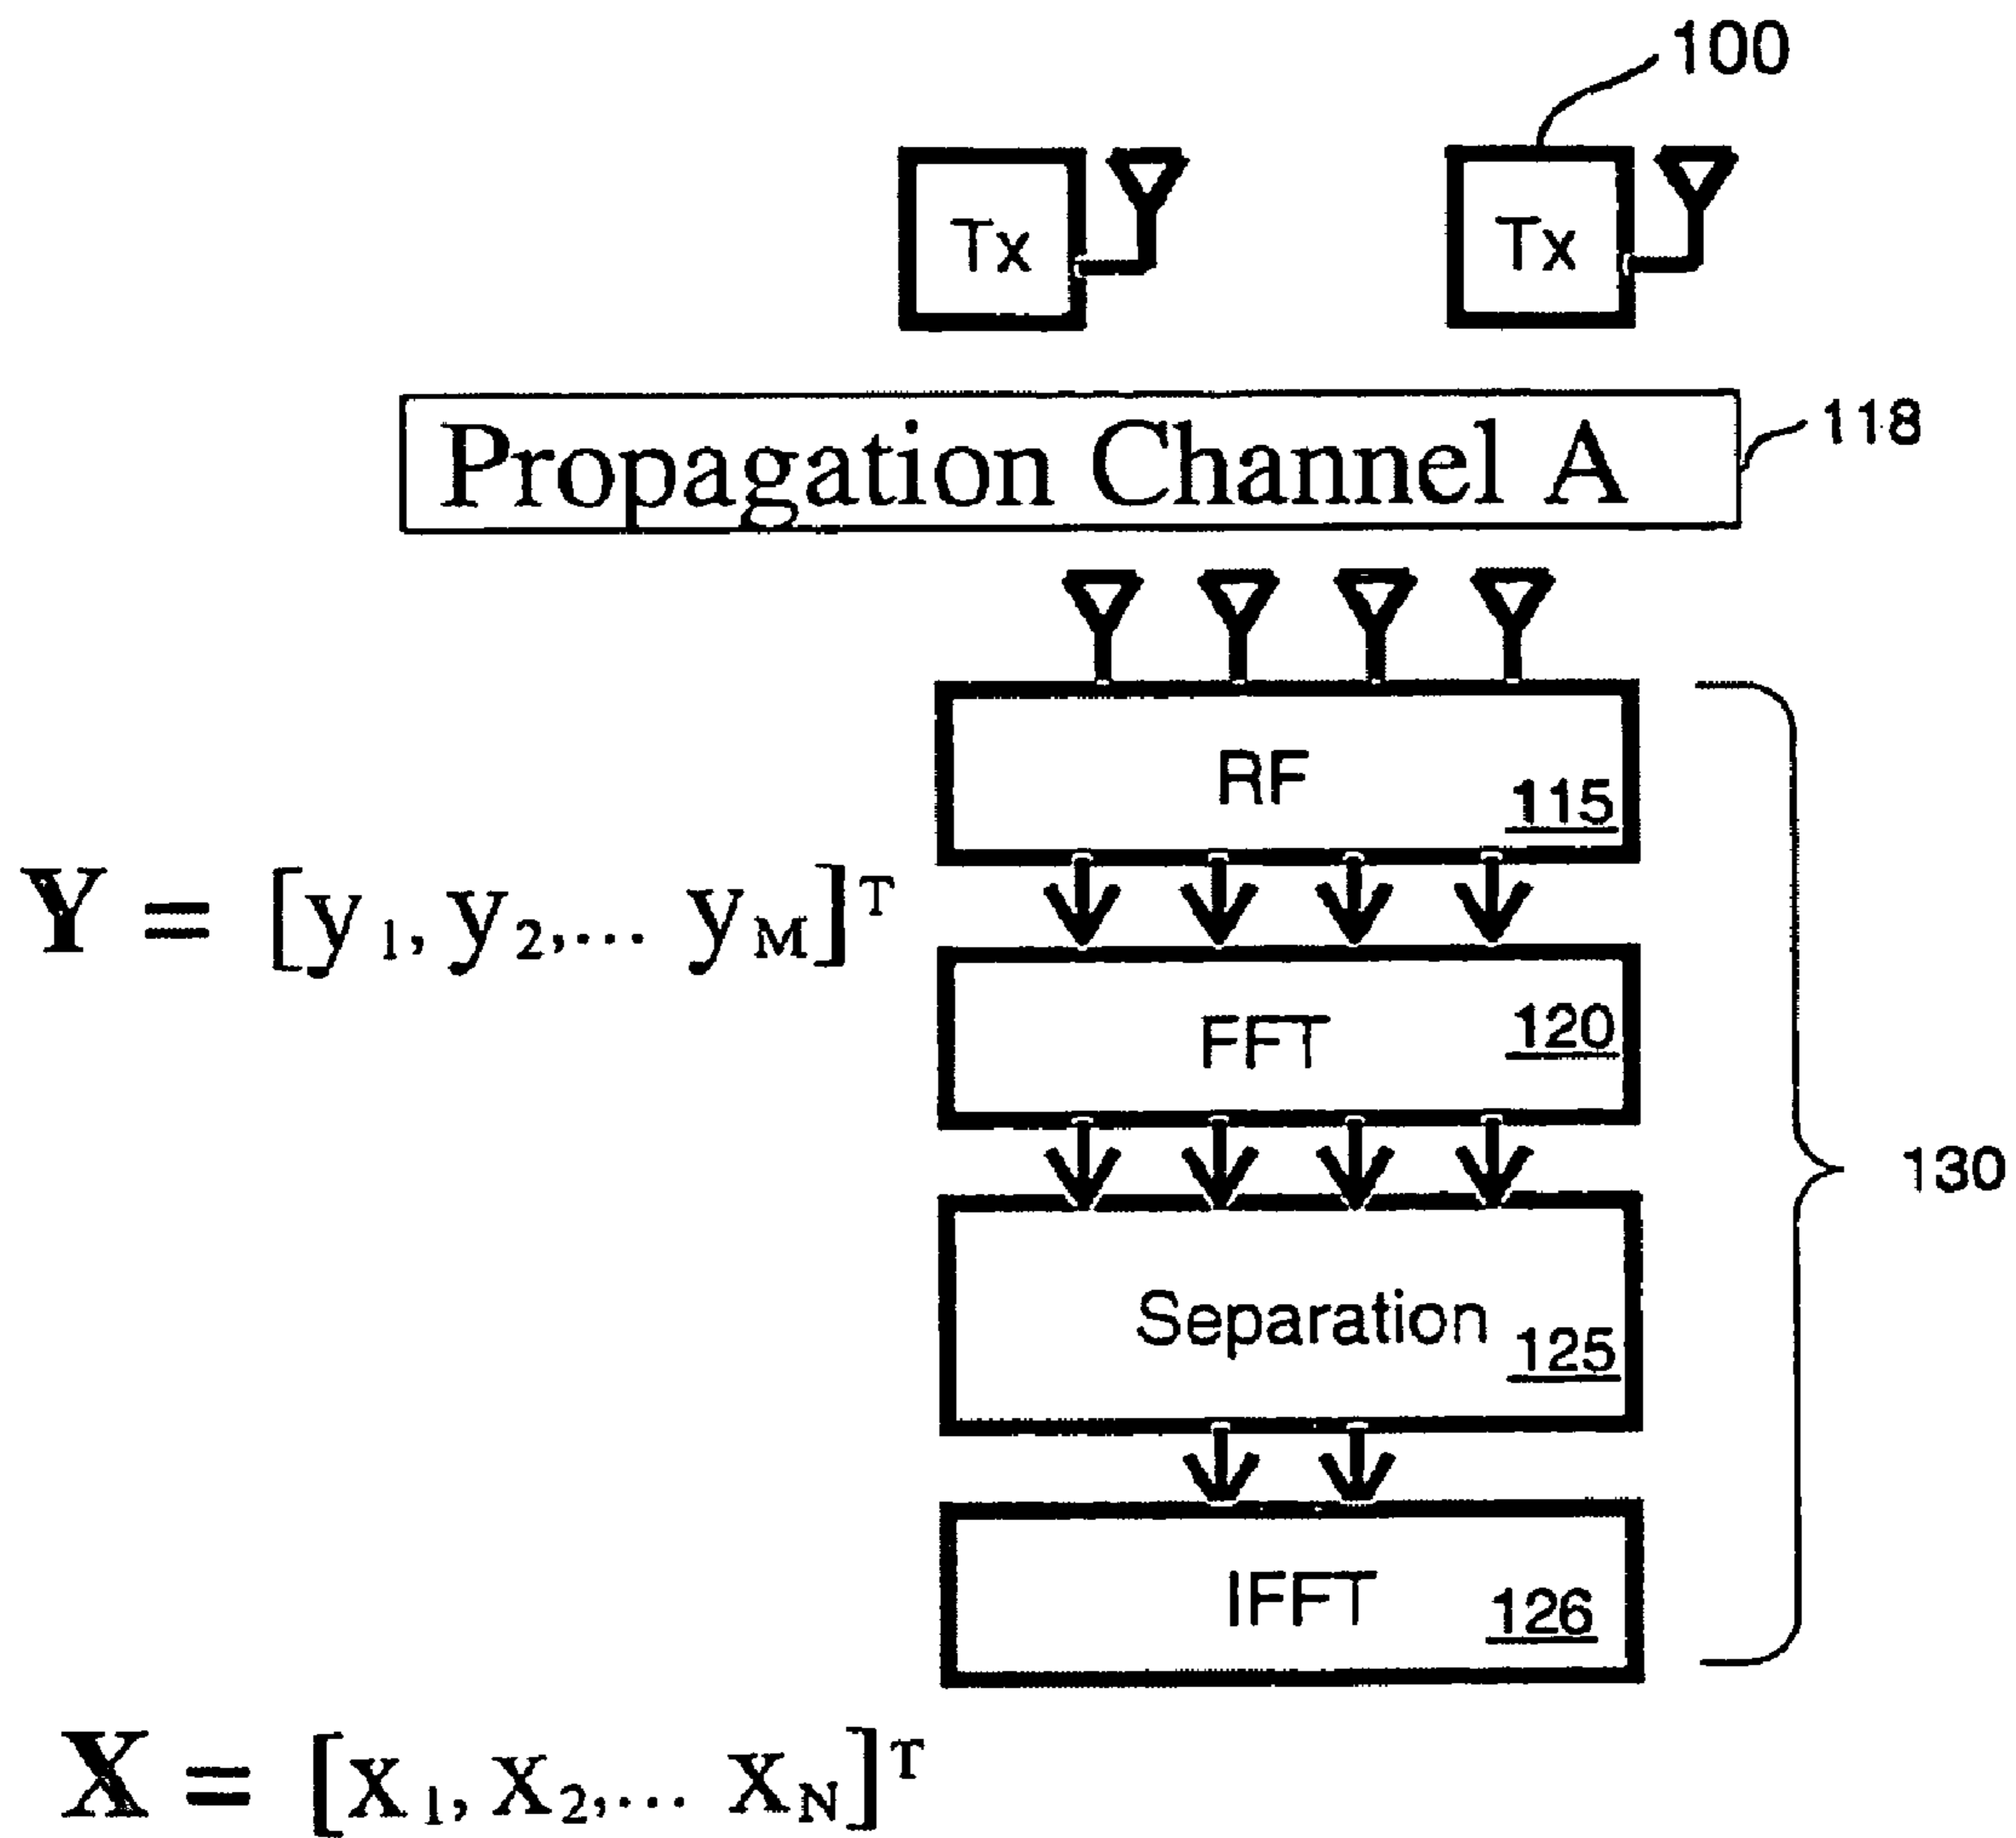 100
Tx
Tx
Propagation Channel A
118
RF
115
Y = [y1, y2,... yM]T
FFT
120
130
Separation
125
IFFT
126
X = [x1, x2,... xN]T